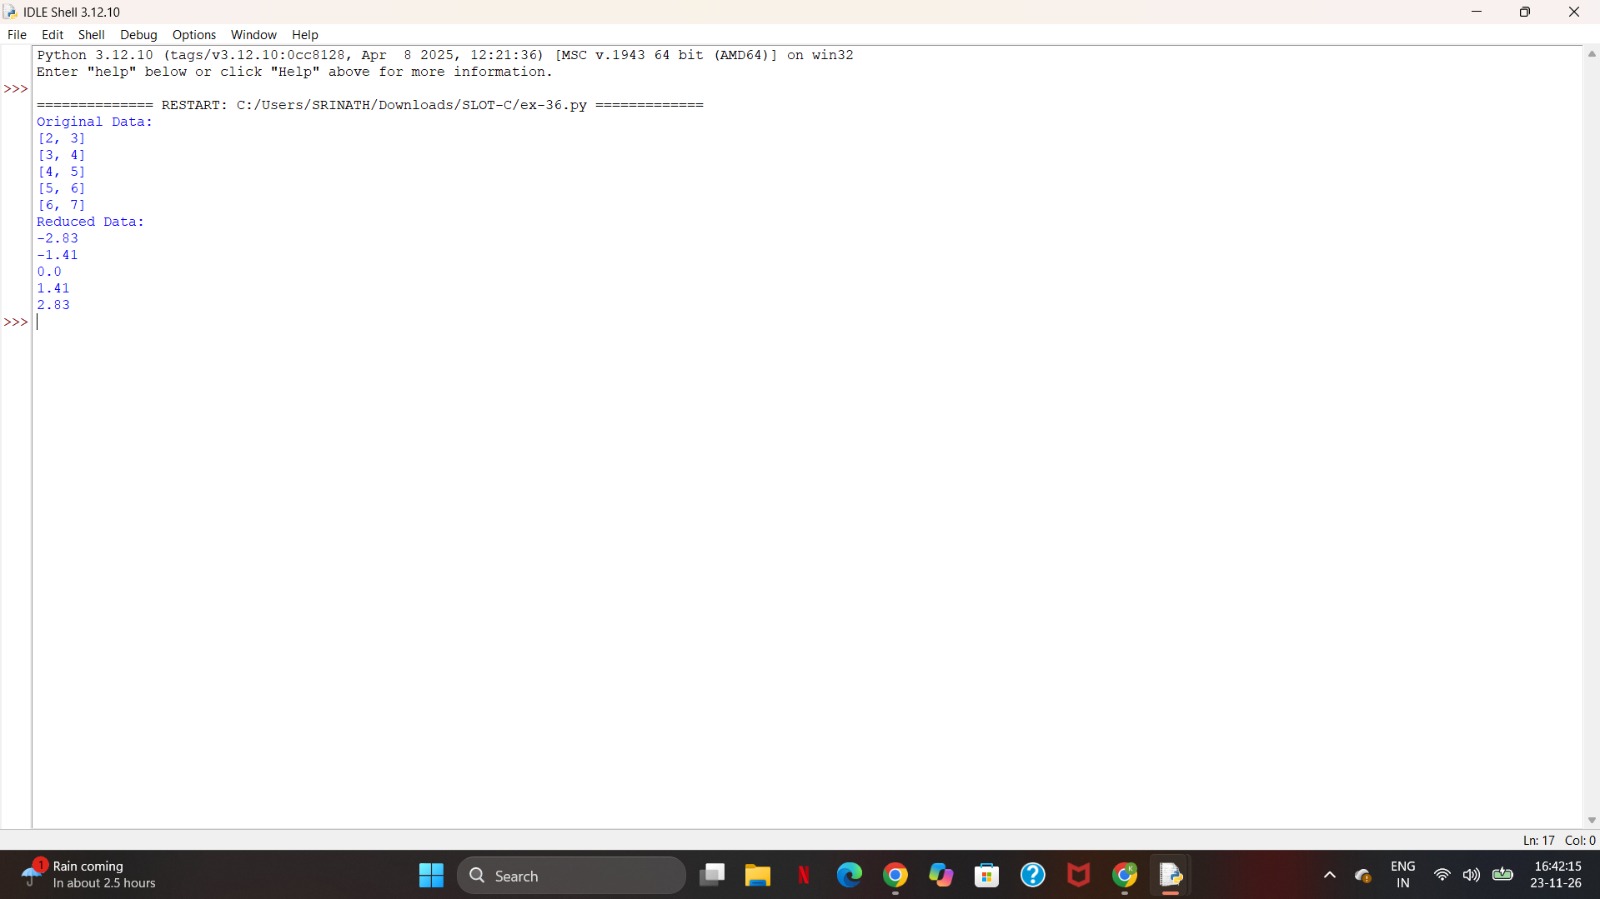 IDLE Shell 3.12.10
File Edit Shell Debug Options Window Help
Python 3.12.10 (tags/v3.12.10:0cc8128, Apr  8 2025, 12:21:36) [MSC v.1943 64 bit (AMD64)] on win32
Enter "help" below or click "Help" above for more information.
>>>
============== RESTART: C:/Users/SRINATH/Downloads/SLOT-C/ex-36.py =============
Original Data:
[2, 3]
[3, 4]
[4, 5]
[5, 6]
[6, 7]
Reduced Data:
-2.83
-1.41
0.0
1.41
2.83
>>>
Ln: 17 Col: 0
1
Rain coming
In about 2.5 hours
Search
N
ENG
IN
16:42:15
23-11-26